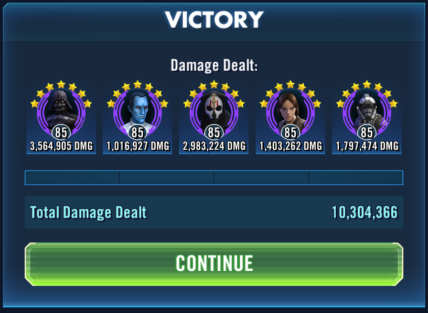 VICTORY
Damage Dealt:
85 85 85 85 85
3,564,905 DMG 1,016,927 DMG 2,983,224 DMG 1,403,262 DMG 1,797,474 DMG
Total Damage Dealt 10,304,366
CONTINUE